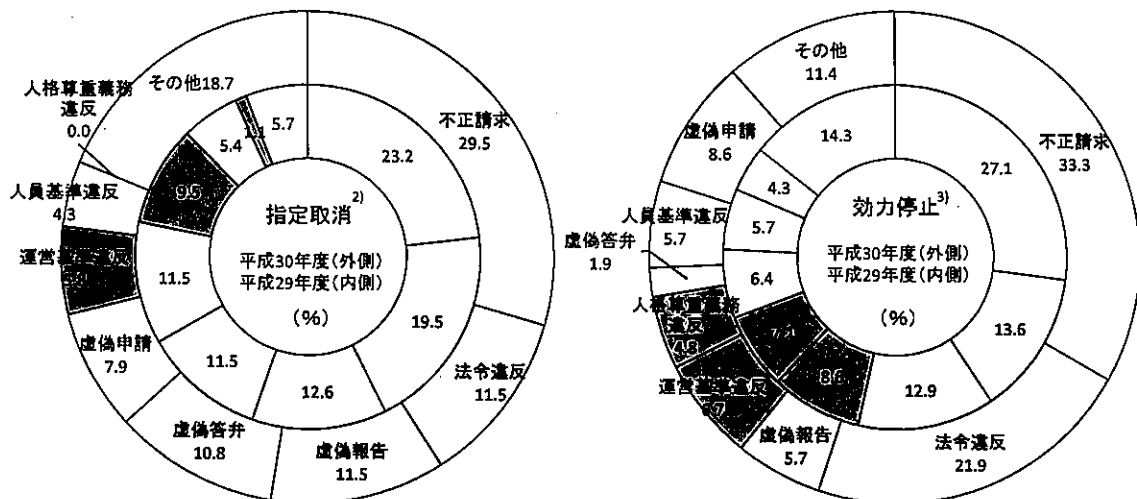 その他18.7
人格尊重義務
違反
0.0
人員基準違反
4.3
運営基準違反
虚偽申請
7.9
虚偽答弁
10.8
虚偽報告
11.5
法令違反
11.5
不正請求
29.5
23.2
19.5
12.6
11.5
11.5
9.5
5.4
1.1
5.7
指定取消2)
平成30年度(外側)
平成29年度(内側)
(%)
その他
11.4
虚偽申請
8.6
人員基準違反
5.7
虚偽答弁
1.9
人格尊重義務
違反
4.8
運営基準違反
虚偽報告
5.7
法令違反
21.9
不正請求
33.3
27.1
13.6
12.9
8.6
7.1
6.4
5.7
4.3
14.3
効力停止3)
平成30年度(外側)
平成29年度(内側)
(%)